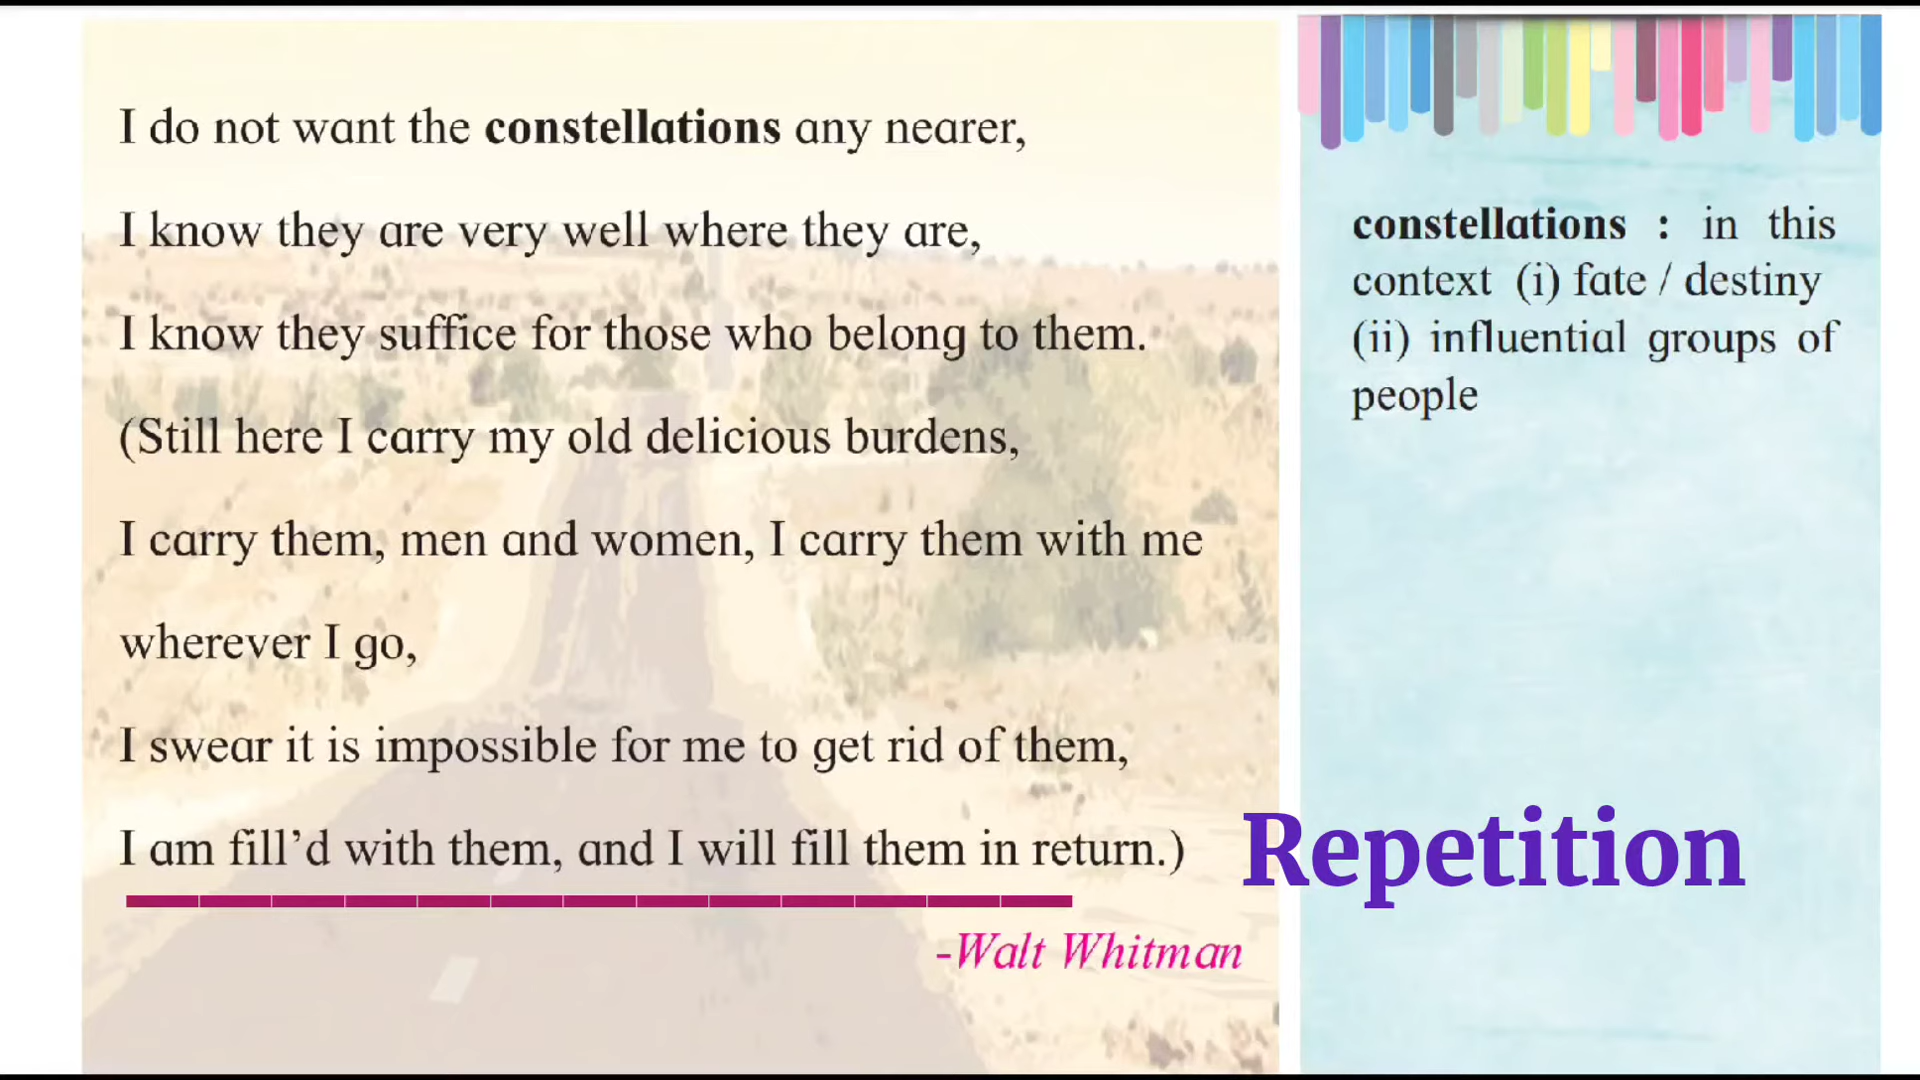 I do not want the constellations any nearer,
I know they are very well where they are,
I know they suffice for those who belong to them.
(Still here I carry my old delicious burdens,
I carry them, men and women, I carry them with me
wherever I go,
I swear it is impossible for me to get rid of them,
I am fill’d with them, and I will fill them in return.)
-Walt Whitman
constellations : in this
context (i) fate / destiny
(ii) influential groups of
people
Repetition